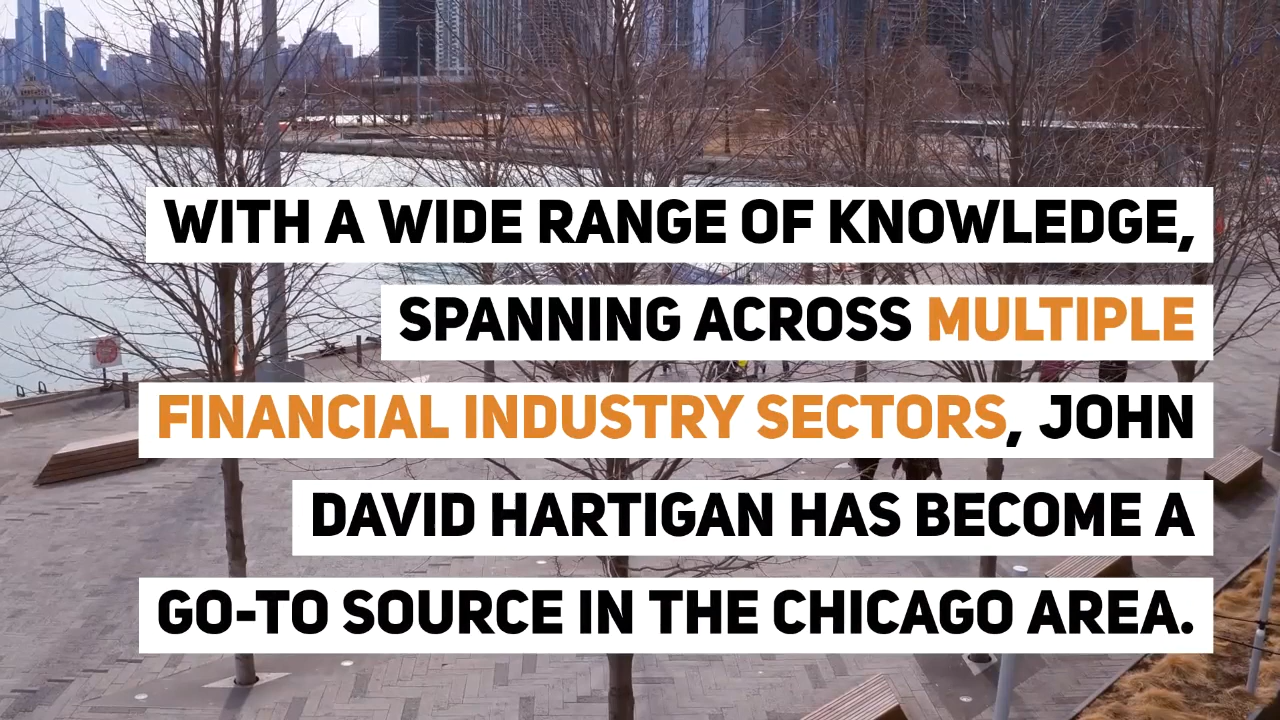 WITH A WIDE RANGE OF KNOWLEDGE,
SPANNING ACROSS MULTIPLE
FINANCIAL INDUSTRY SECTORS, JOHN
DAVID HARTIGAN HAS BECOME A
GO-TO SOURCE IN THE CHICAGO AREA.